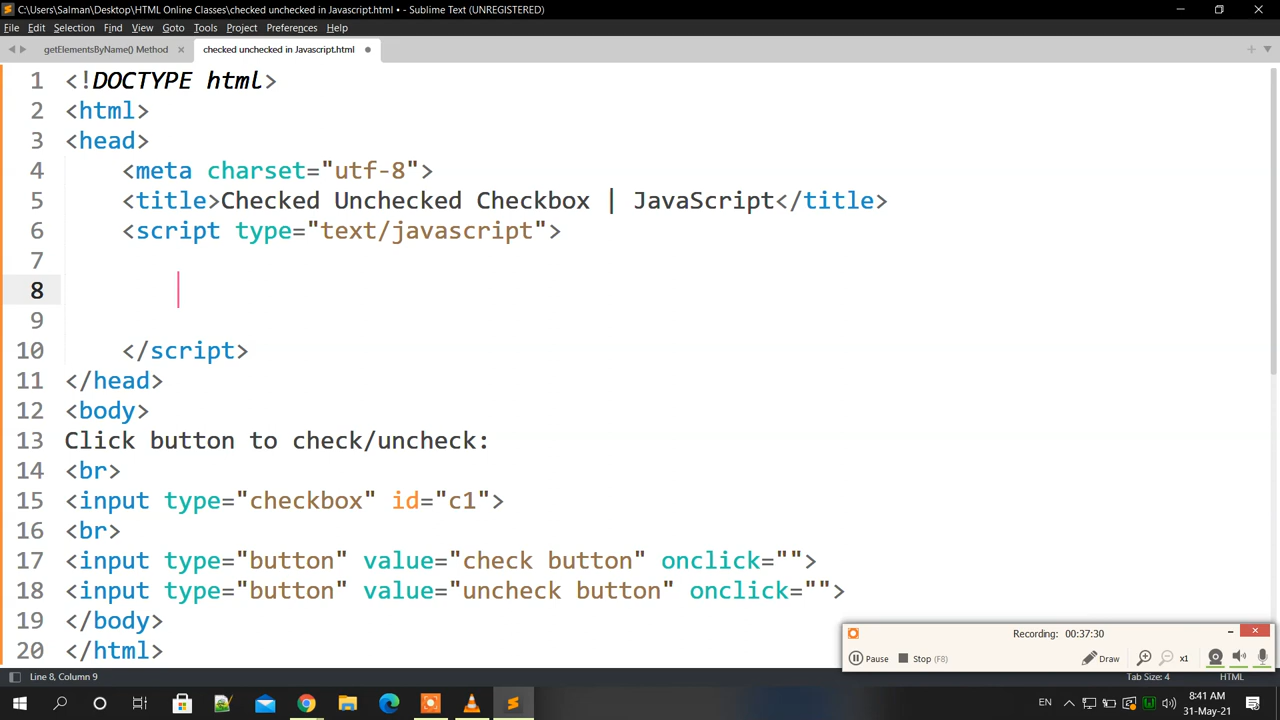 C:\Users\Salman\Desktop\HTML Online Classes\checked unchecked in Javascript.html • - Sublime Text (UNREGISTERED)
File Edit Selection Find View Goto Tools Project Preferences Help
getElementsByName() Method × checked unchecked in Javascript.html
1 <!DOCTYPE html>
2 <html>
3 <head>
4 <meta charset="utf-8">
5 <title>Checked Unchecked Checkbox | JavaScript</title>
6 <script type="text/javascript">
7
8
9
10 </script>
11 </head>
12 <body>
13 Click button to check/uncheck:
14 <br>
15 <input type="checkbox" id="c1">
16 <br>
17 <input type="button" value="check button" onclick="">
18 <input type="button" value="uncheck button" onclick="">
19 </body>
20 </html>
Recording: 00:37:30
Pause Stop (F8) Draw x1
Line 8, Column 9 Tab Size: 4 HTML
EN 8:41 AM
31-May-21